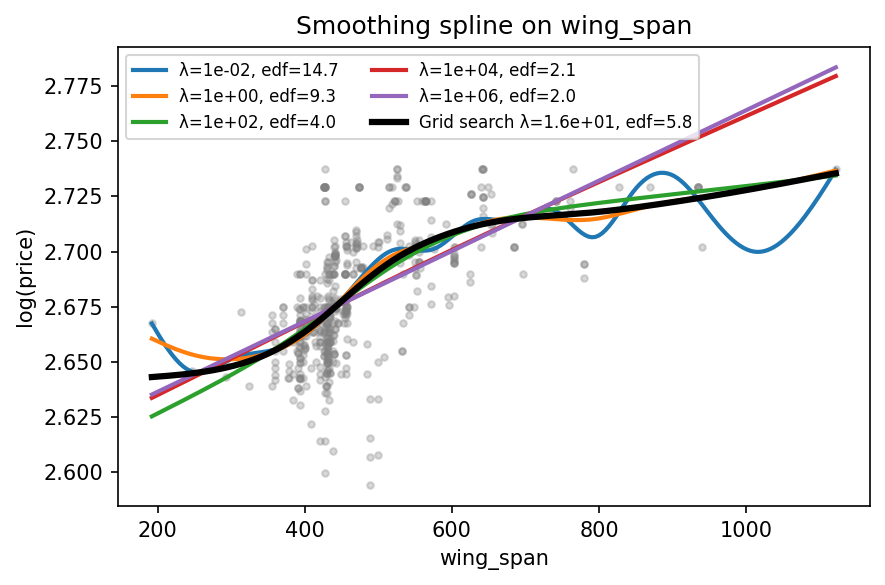 Smoothing spline on wing_span
λ=1e-02, edf=14.7
λ=1e+00, edf=9.3
λ=1e+02, edf=4.0
λ=1e+04, edf=2.1
λ=1e+06, edf=2.0
Grid search λ=1.6e+01, edf=5.8
log(price)
2.775
2.750
2.725
2.700
2.675
2.650
2.625
2.600
200
400
600
800
1000
wing_span